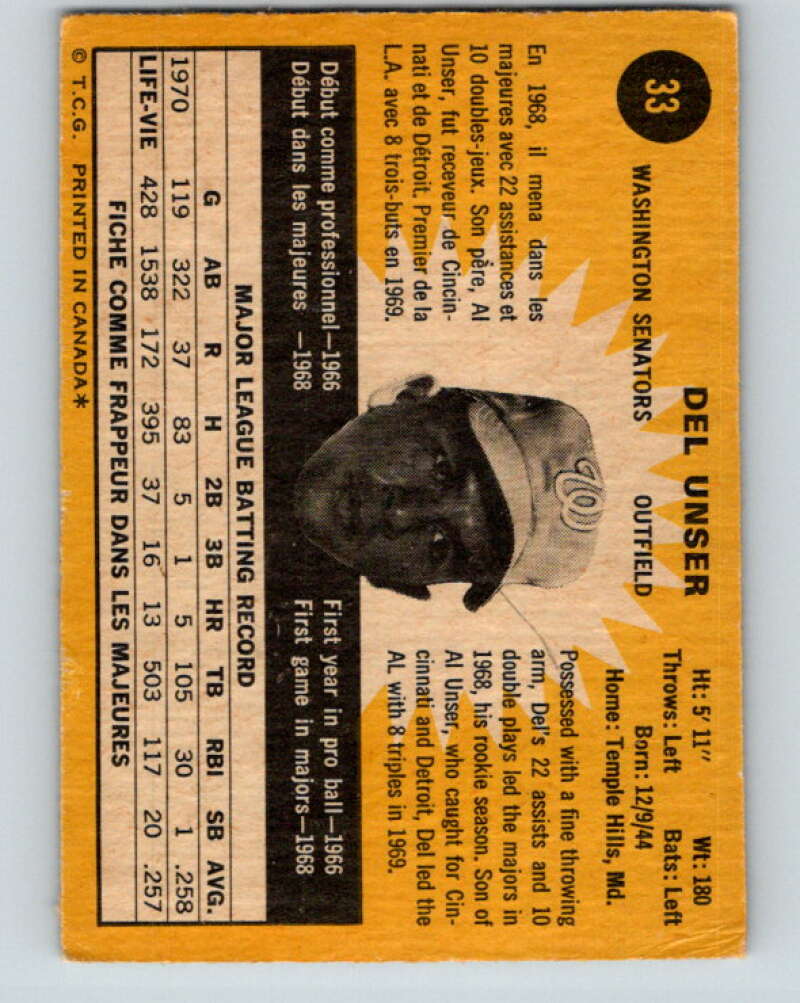 33
DEL UNSER
WASHINGTON SENATORS OUTFIELD
Ht: 5′ 11″ Wt: 180
Throws: Left Bats: Left
Born: 12/9/44
Home: Temple Hills, Md.
En 1968, il mena dans les
majeures avec 22 assistances et
10 doubles-jeux. Son père, Al
Unser, fut receveur de Cincin-
nati et de Détroit. Premier de la
L.A. avec 8 trois-buts en 1969.
W
Possessed with a fine throwing
arm, Del's 22 assists and 10
double plays led the majors in
1968, his rookie season. Son of
Al Unser, who caught for Cin-
cinnati and Detroit, Del led the
AL with 8 triples in 1969.
Début comme professionnel—1966
Début dans les majeures —1968
First year in pro ball—1966
First game in majors—1968
MAJOR LEAGUE BATTING RECORD
G AB R H 2B 3B HR TB RBI SB AVG.
1970 119 322 37 83 5 1 5 105 30 1 .258
LIFE-VIE 428 1538 172 395 37 16 13 503 117 20 .257
FICHE COMME FRAPPEUR DANS LES MAJEURES
© T.C.G. PRINTED IN CANADA*